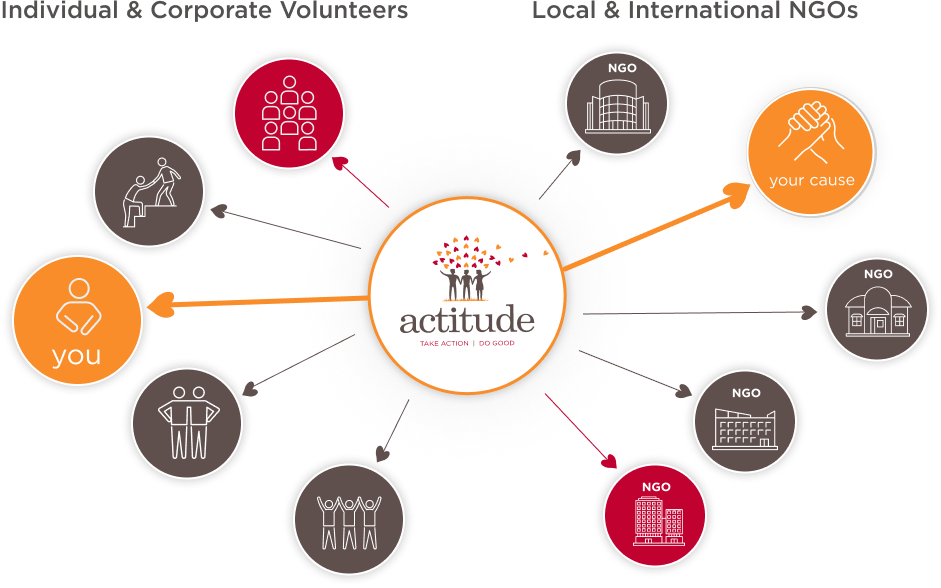 Individual & Corporate Volunteers
Local & International NGOs
NGO
your cause
NGO
you
actitude
TAKE ACTION | DO GOOD
NGO
NGO